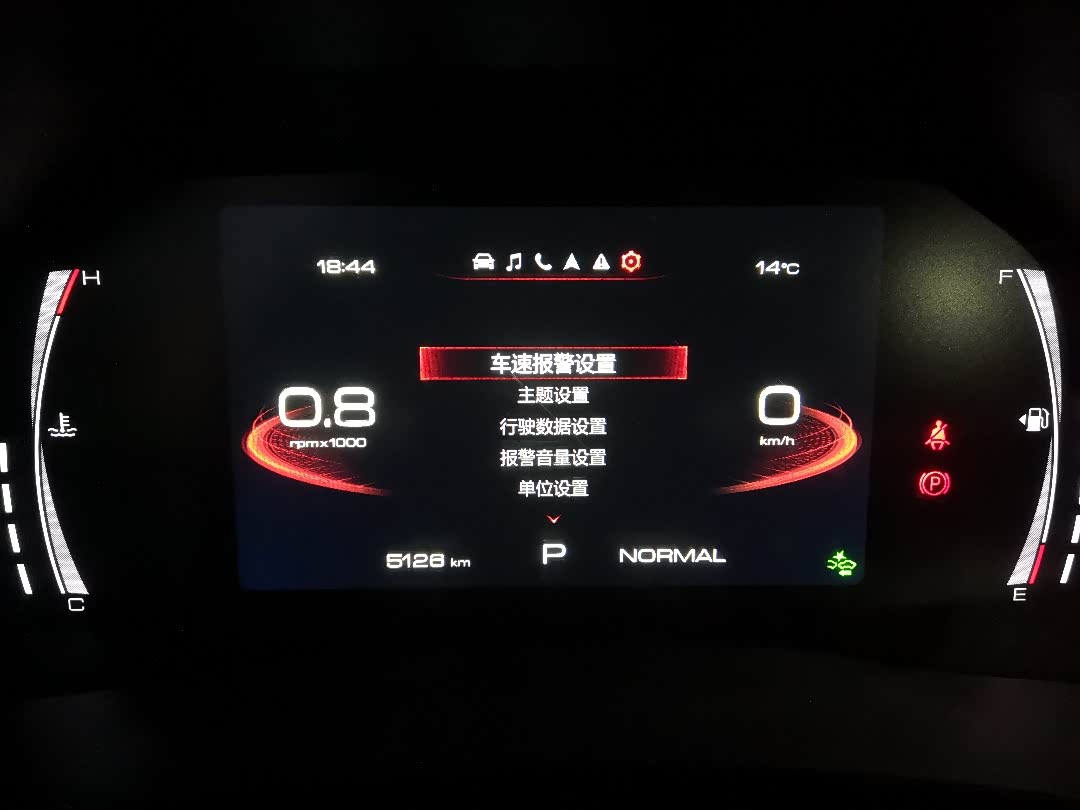 H
18:44
14℃
F
车速报警设置
主题设置
行驶数据设置
报警音量设置
单位设置
0.8
rpmx1000
0
km/h
P
5126 km
P
NORMAL
C
E